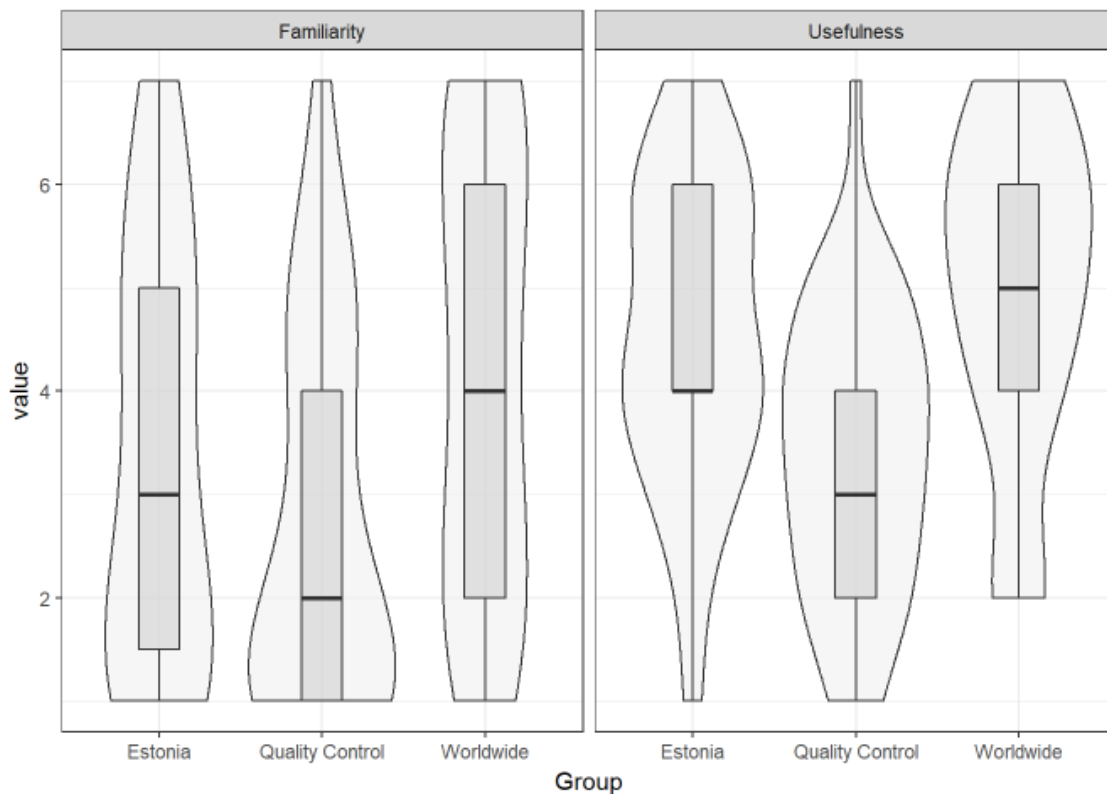 Familiarity
Usefulness
6
4
2
value
Estonia
Quality Control
Worldwide
Estonia
Quality Control
Worldwide
Group